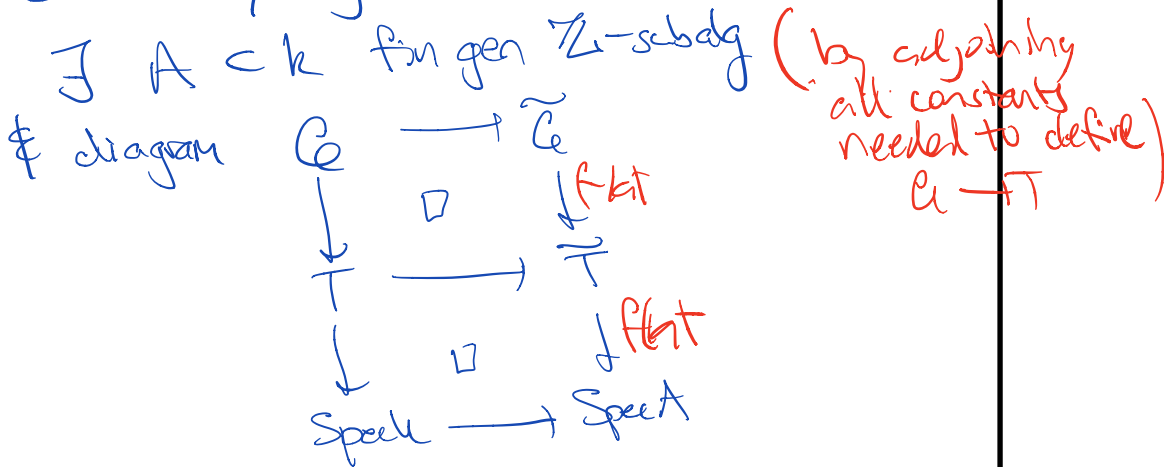 ∃ A ⊂ k fin gen ℤ-subalg (by adjoining
all constants
& diagram 𝒞 → 𝒞̃ needed to define)
flat 𝒞 → T
□
T → T̃
flat
□
Spec k → Spec A